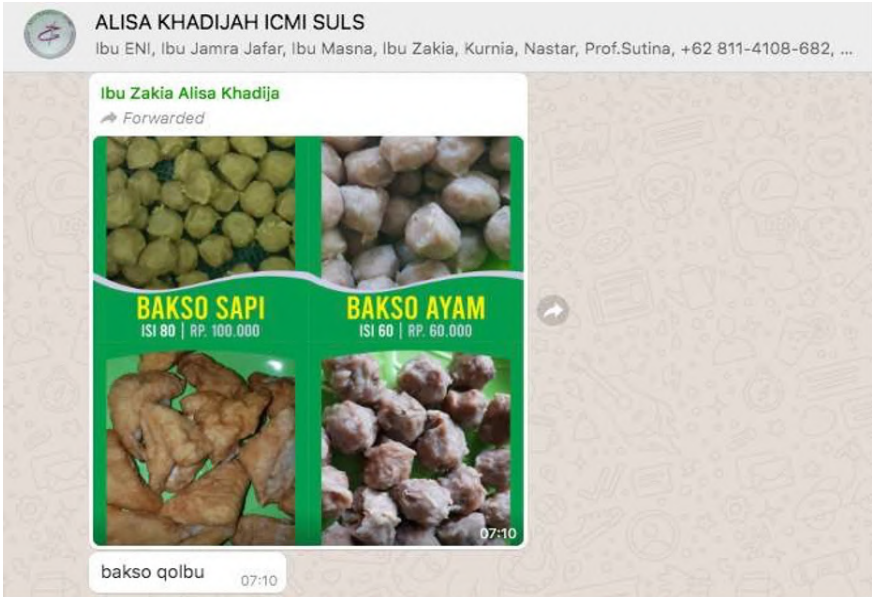 ALISA KHADIJAH ICMI SULS
Ibu ENI, Ibu Jamra Jafar, Ibu Masna, Ibu Zakia, Kurnia, Nastar, Prof.Sutina, +62 811-4108-682, ...
Ibu Zakia Alisa Khadija
Forwarded
BAKSO SAPI
ISI 80 | RP. 100.000
BAKSO AYAM
ISI 60 | RP. 60.000
07:10
bakso qolbu
07:10